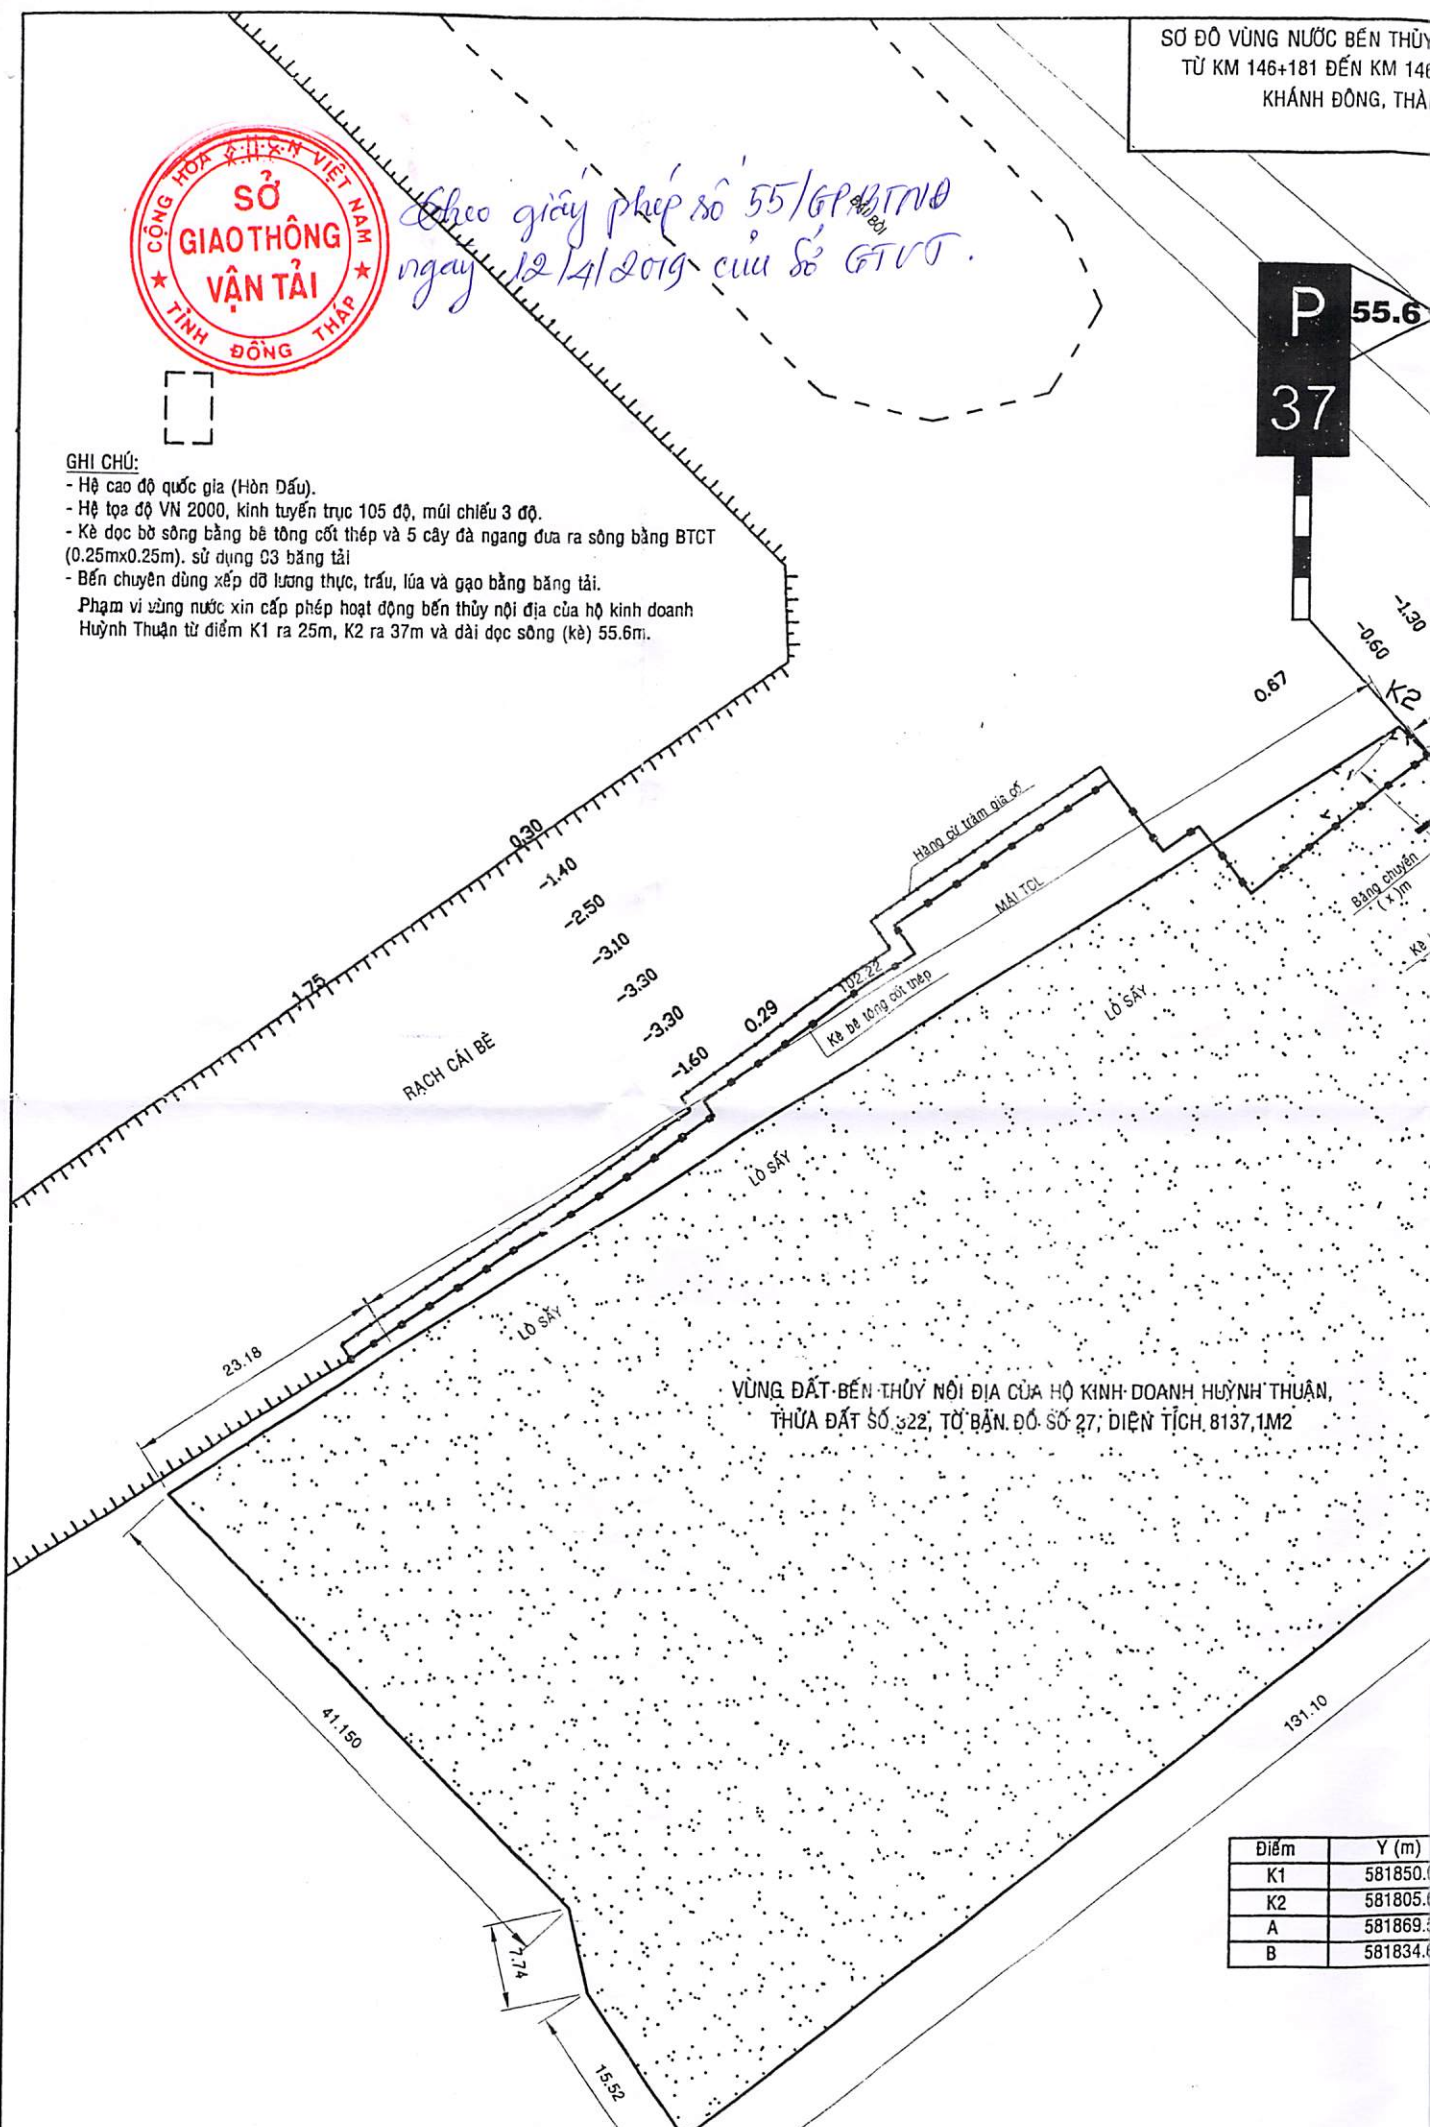 SƠ ĐỒ VÙNG NƯỚC BẾN THỦY
TỪ KM 146+181 ĐẾN KM 146
KHÁNH ĐÔNG, THÀ
CỘNG HÒA X.H.C.N VIỆT NAM
SỞ
GIAO THÔNG
VẬN TẢI
TỈNH ĐỒNG THÁP
Theo giấy phép số 55/GPBTNĐ
ngày 12/4/2019 của Sở GTVT.
BÃI BỒI
P
37
55.6
GHI CHÚ:
- Hệ cao độ quốc gia (Hòn Dấu).
- Hệ tọa độ VN 2000, kinh tuyến trục 105 độ, múi chiếu 3 độ.
- Kè dọc bờ sông bằng bê tông cốt thép và 5 cây đà ngang đưa ra sông bằng BTCT
(0.25mx0.25m). sử dụng 03 băng tải
- Bến chuyên dùng xếp dỡ lương thực, trấu, lúa và gạo bằng băng tải.
Phạm vi vùng nước xin cấp phép hoạt động bến thủy nội địa của hộ kinh doanh
Huỳnh Thuận từ điểm K1 ra 25m, K2 ra 37m và dài dọc sông (kè) 55.6m.
-1.30
-0.60
K2
0.67
Hàng cừ tràm gia cố
MÁI TOL
Băng chuyền
( x )m
Kè
0.30
-1.40
-2.50
-3.10
-3.30
-3.30
-1.60
0.29
102.22
Kè bê tông cốt thép
1.75
RẠCH CÁI BÈ
LÒ SẤY
LÒ SẤY
LÒ SẤY
23.18
VÙNG ĐẤT BẾN THỦY NỘI ĐỊA CỦA HỘ KINH DOANH HUỲNH THUẬN,
THỬA ĐẤT SỐ 322, TỜ BẢN ĐỒ SỐ 27, DIỆN TÍCH 8137,1M2
41.150
131.10
7.74
15.52
Điểm Y (m)
K1 581850.
K2 581805.
A 581869.
B 581834.